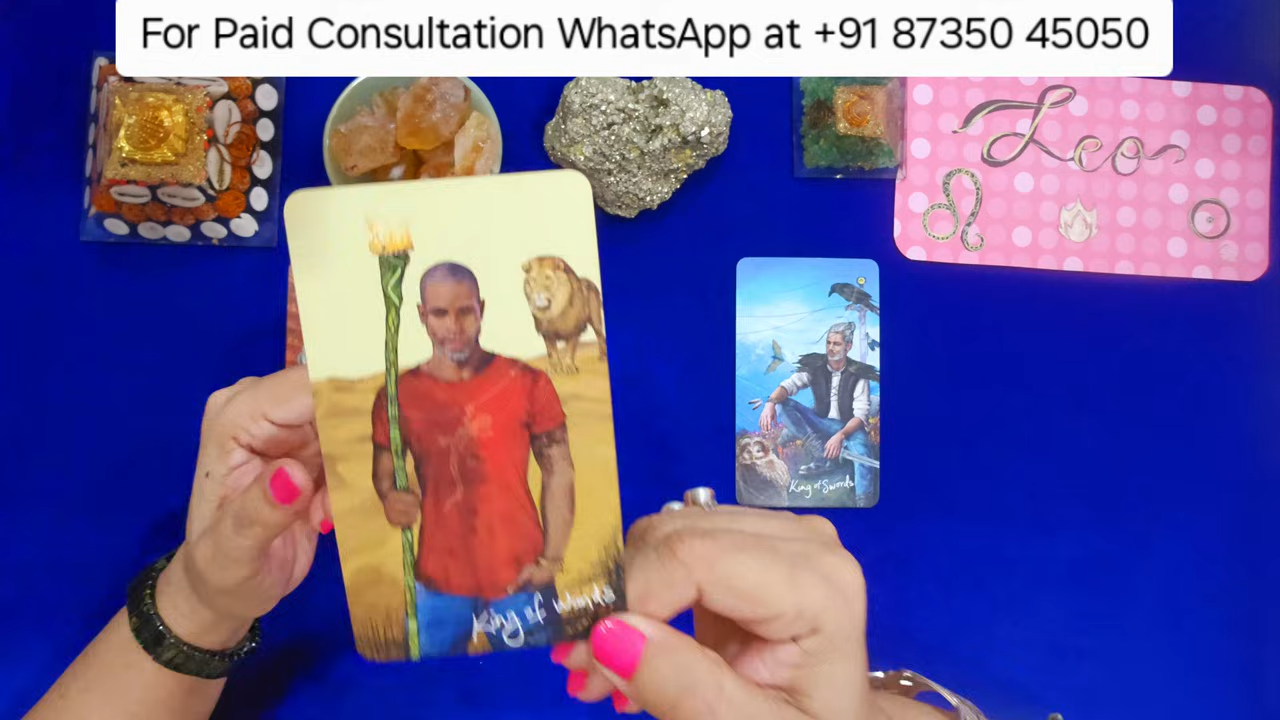 For Paid Consultation WhatsApp at +91 87350 45050
Leo
King of Swords
King of Wands